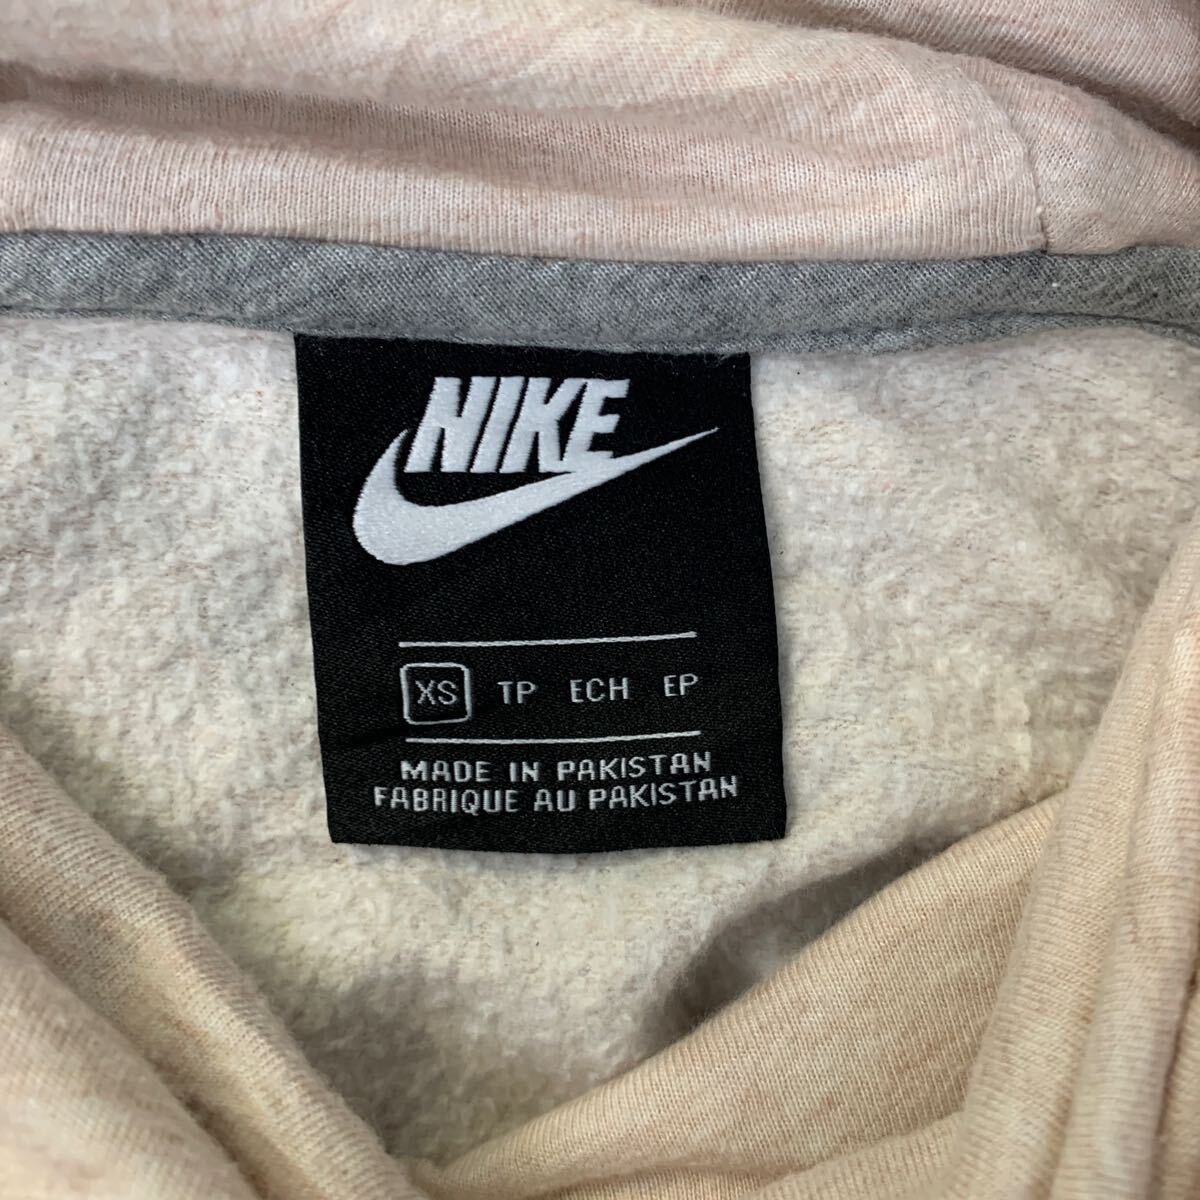 NIKE
XS TP ECH EP
MADE IN PAKISTAN
FABRIQUE AU PAKISTAN